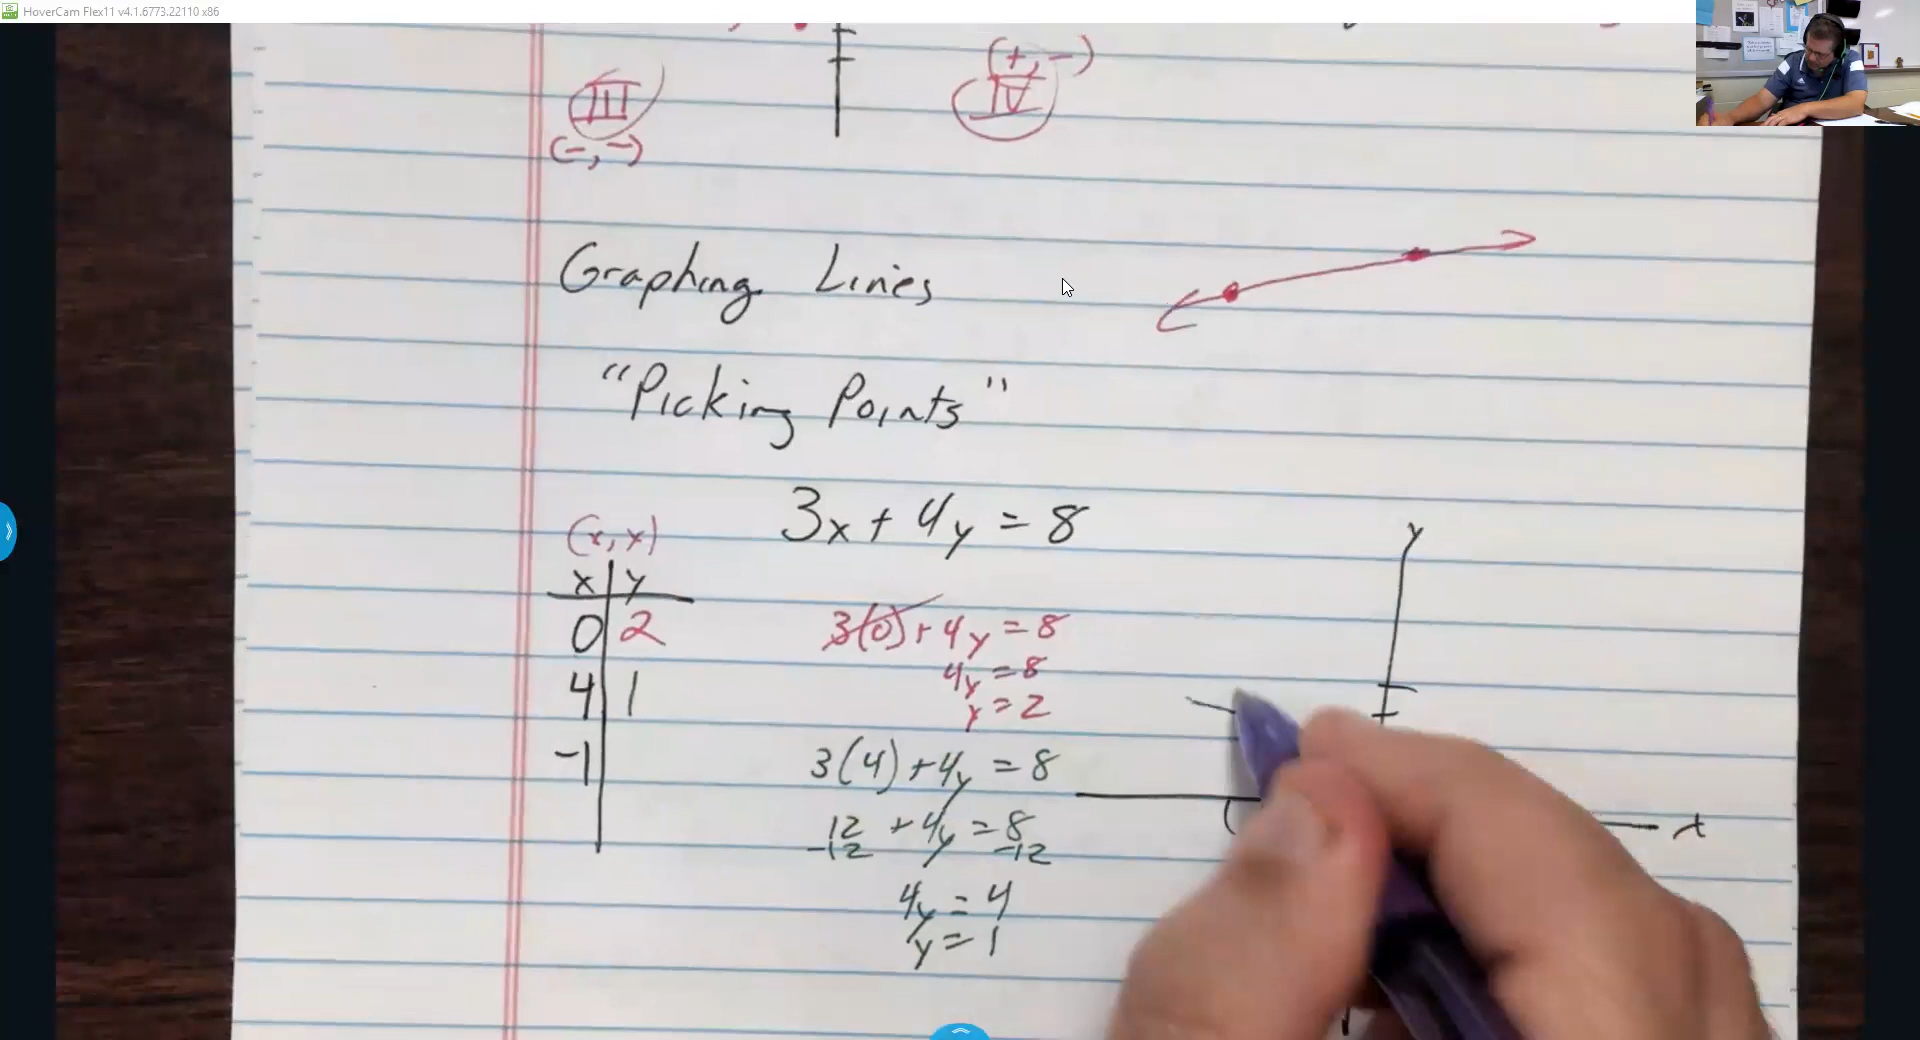 HoverCam Flex11 v4.1.6773.22110 x86
(+, -)
III
IV
(-, -)
Graphing Lines
"Picking Points"
3x + 4y = 8
(x, x)
x y
0 2
4 1
-1
3(0) + 4y = 8
4y = 8
y = 2
3(4) + 4y = 8
12 + 4y = 8
-12 -12
4y = 4
y = 1
y
x